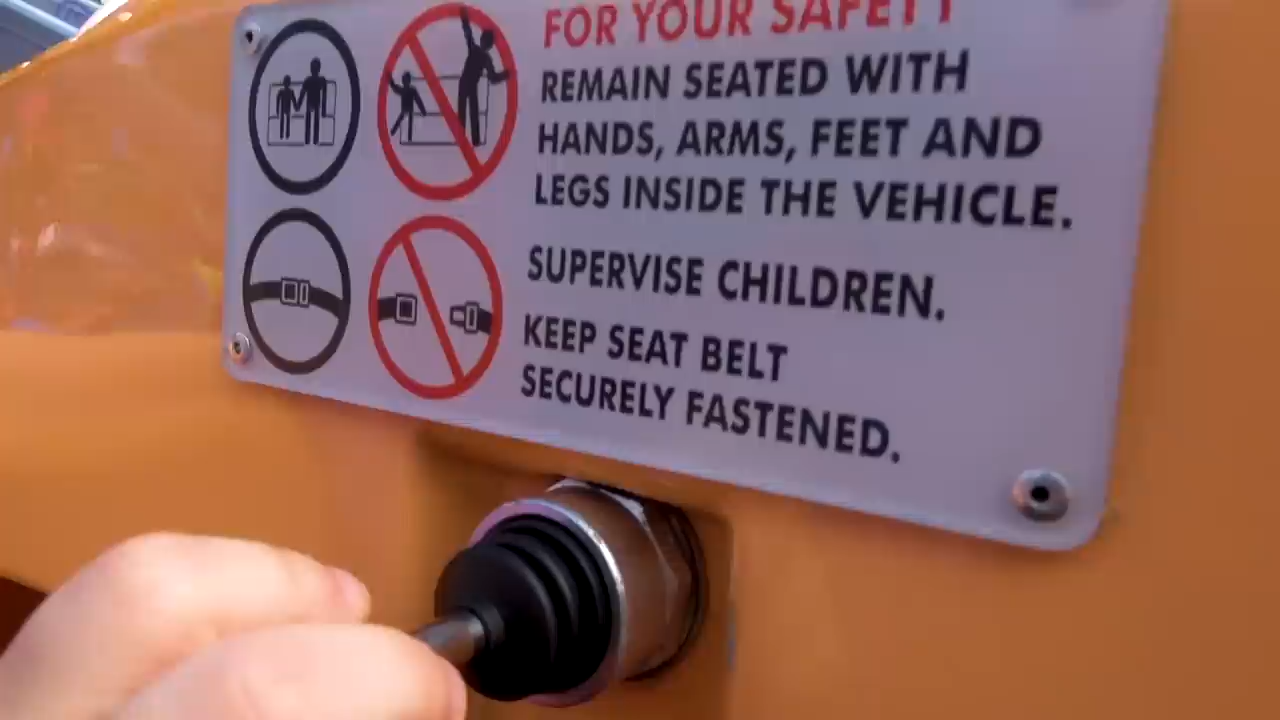 FOR YOUR SAFETY
REMAIN SEATED WITH
HANDS, ARMS, FEET AND
LEGS INSIDE THE VEHICLE.
SUPERVISE CHILDREN.
KEEP SEAT BELT
SECURELY FASTENED.